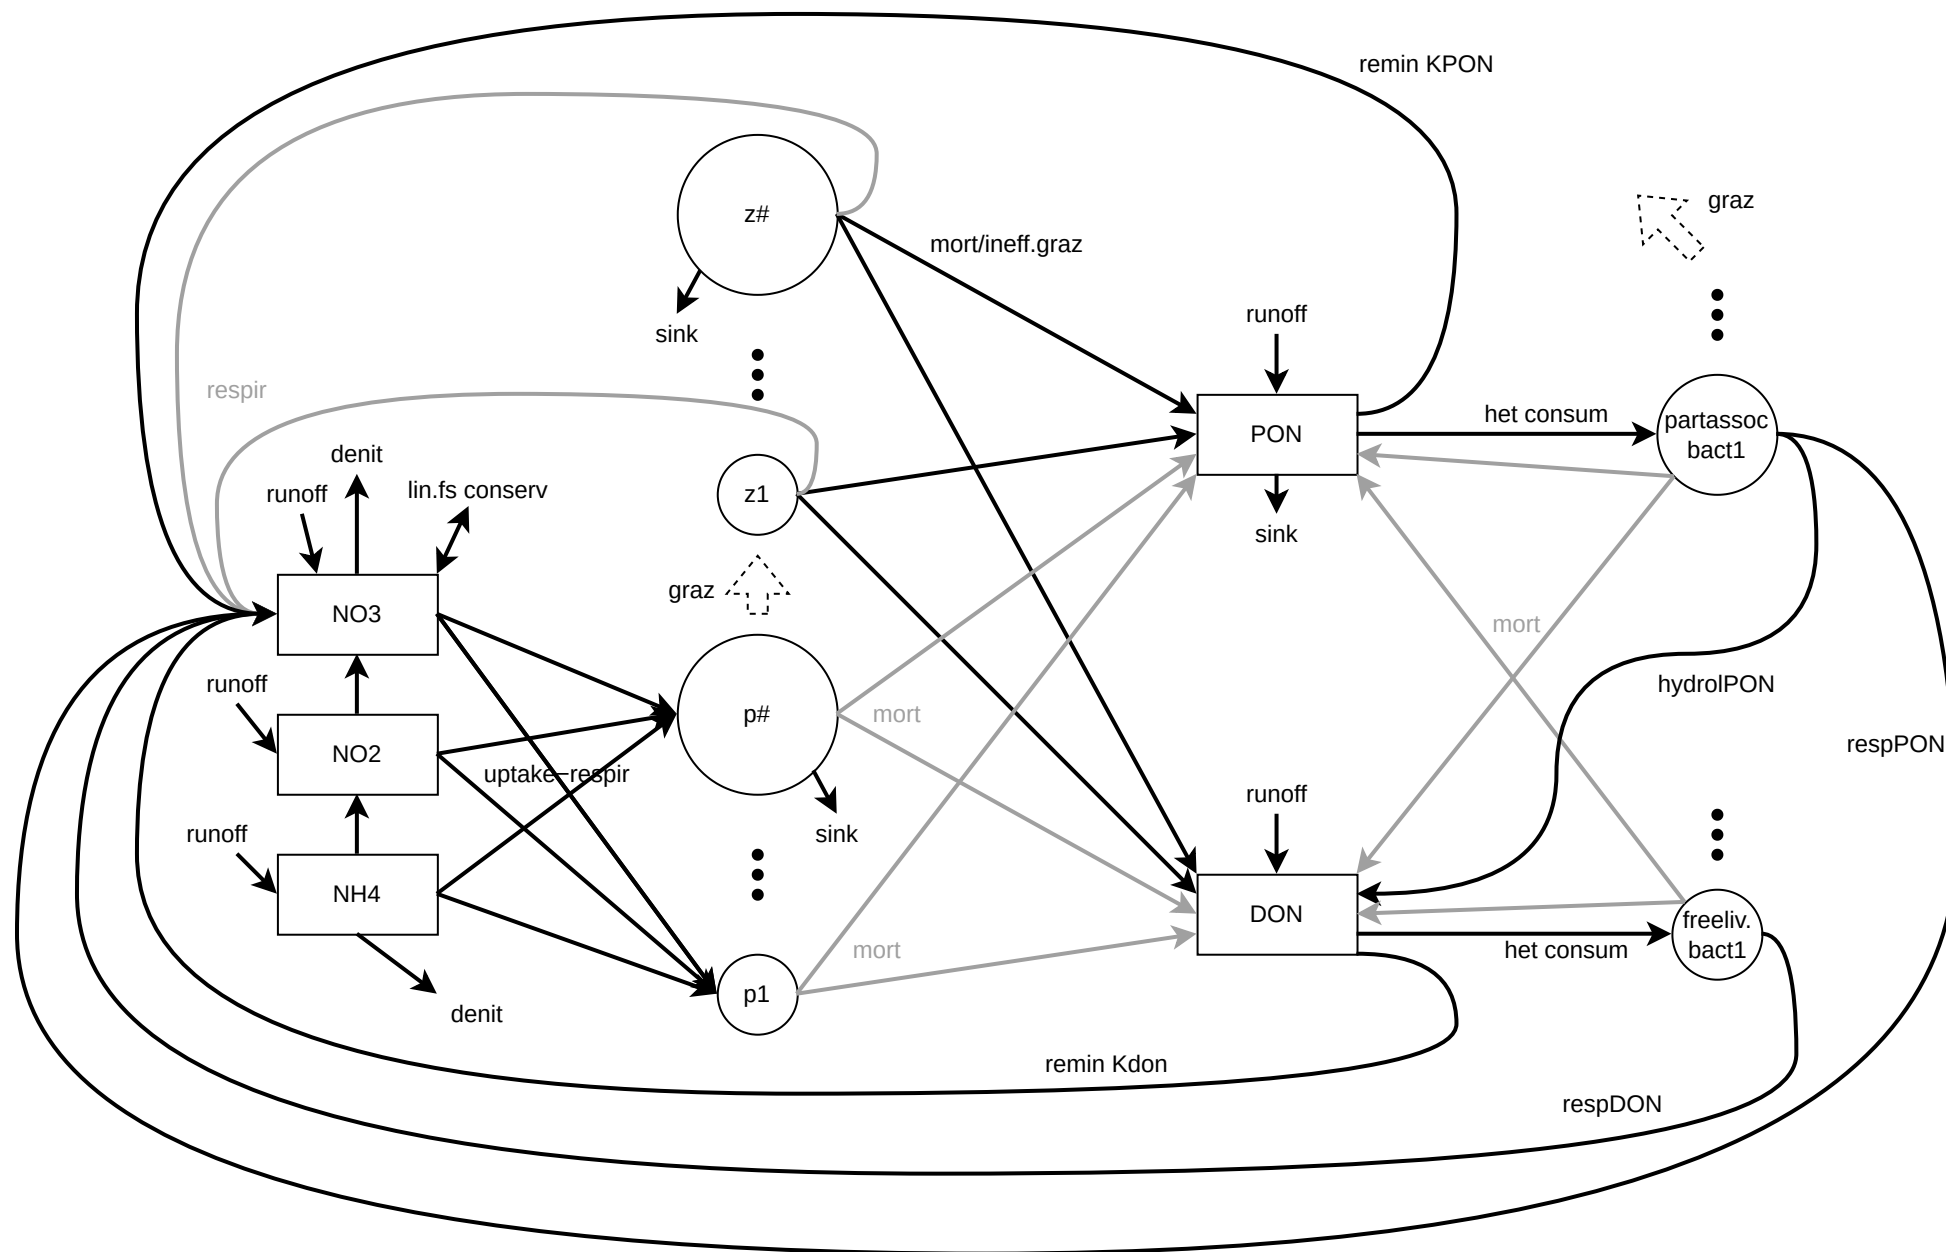 remin KPON
graz
z#
mort/ineff.graz
runoff
sink
respir
het consum
partassoc
bact1
PON
denit
runoff
lin.fs conserv
z1
sink
graz
NO3
mort
runoff
hydrolPON
p#
mort
respPON
NO2
uptake−respir
runoff
runoff
sink
NH4
DON
freeliv.
bact1
mort
het consum
p1
denit
remin Kdon
respDON